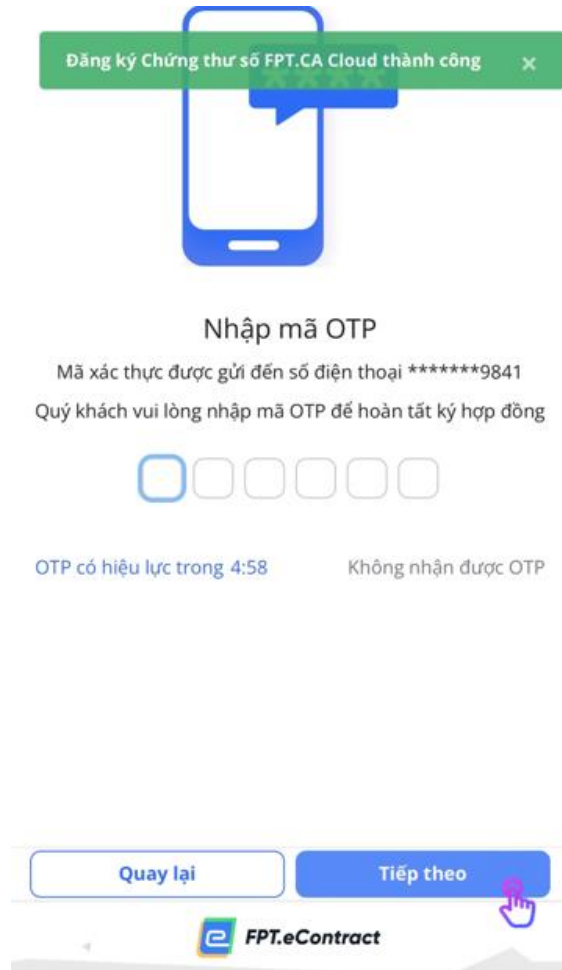 Đăng ký Chứng thư số FPT.CA Cloud thành công ×
****
Nhập mã OTP
Mã xác thực được gửi đến số điện thoại *******9841
Quý khách vui lòng nhập mã OTP để hoàn tất ký hợp đồng
OTP có hiệu lực trong 4:58 Không nhận được OTP
Quay lại Tiếp theo
FPT.eContract